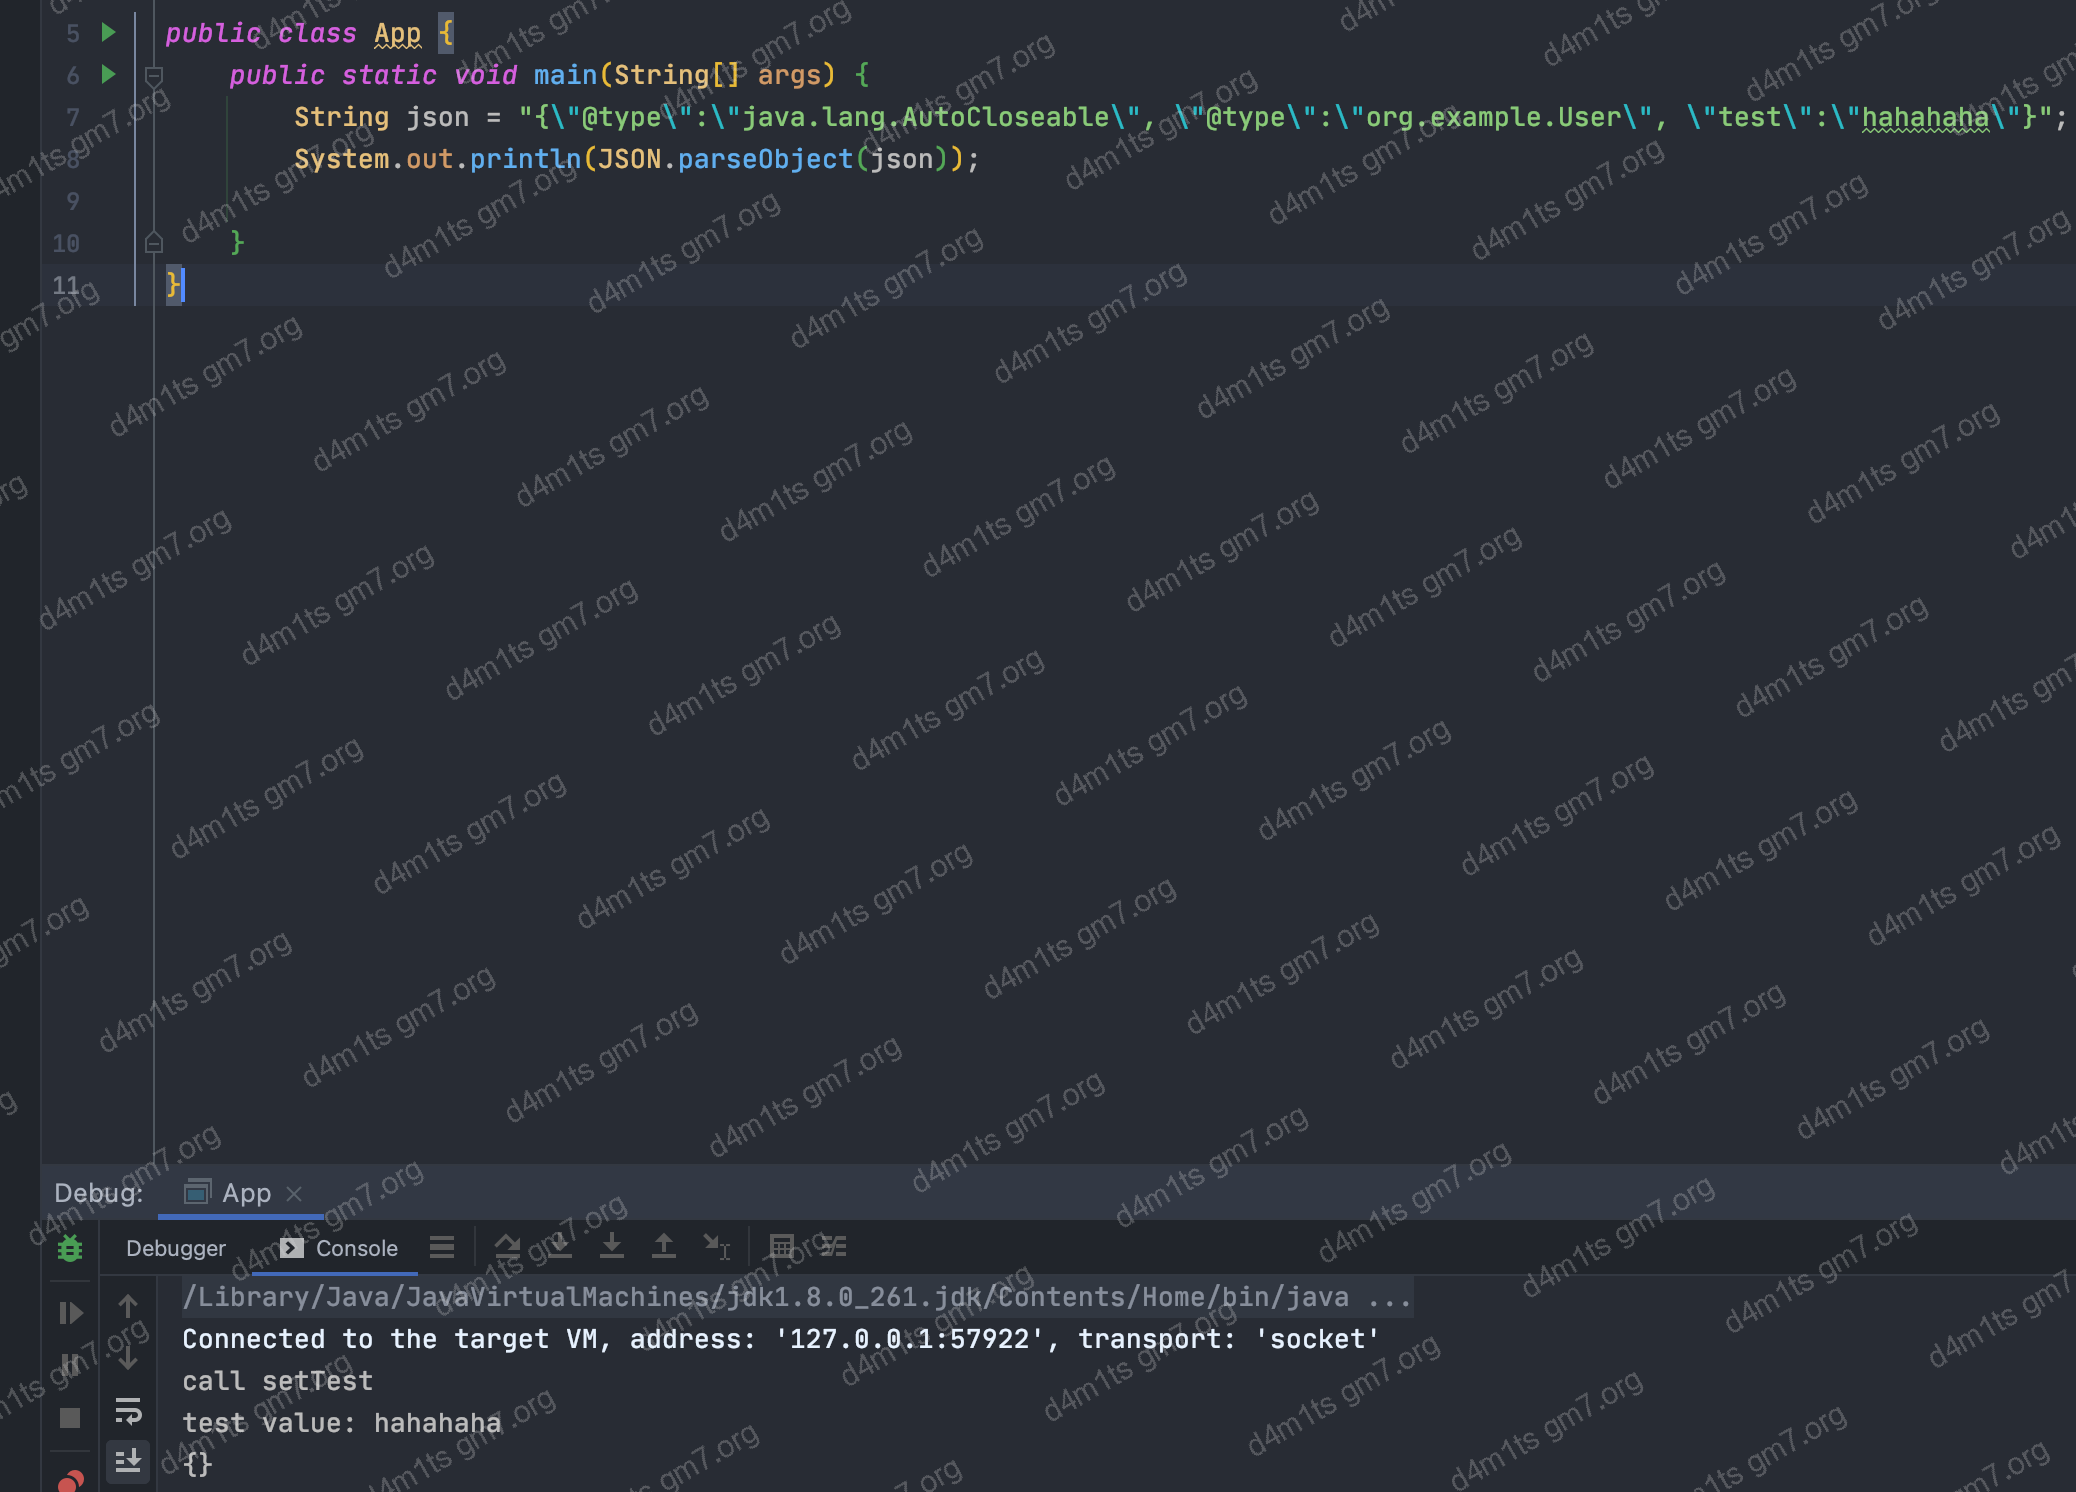 5 public class App {
6 public static void main(String[] args) {
7 String json = "{\"@type\":\"java.lang.AutoCloseable\", \"@type\":\"org.example.User\", \"test\":\"hahahaha\"}";
8 System.out.println(JSON.parseObject(json));
9
10 }
11 }
d4m1ts gm7.org
Debug: App
Debugger Console
/Library/Java/JavaVirtualMachines/jdk1.8.0_261.jdk/Contents/Home/bin/java ...
Connected to the target VM, address: '127.0.0.1:57922', transport: 'socket'
call setTest
test value: hahahaha
{}